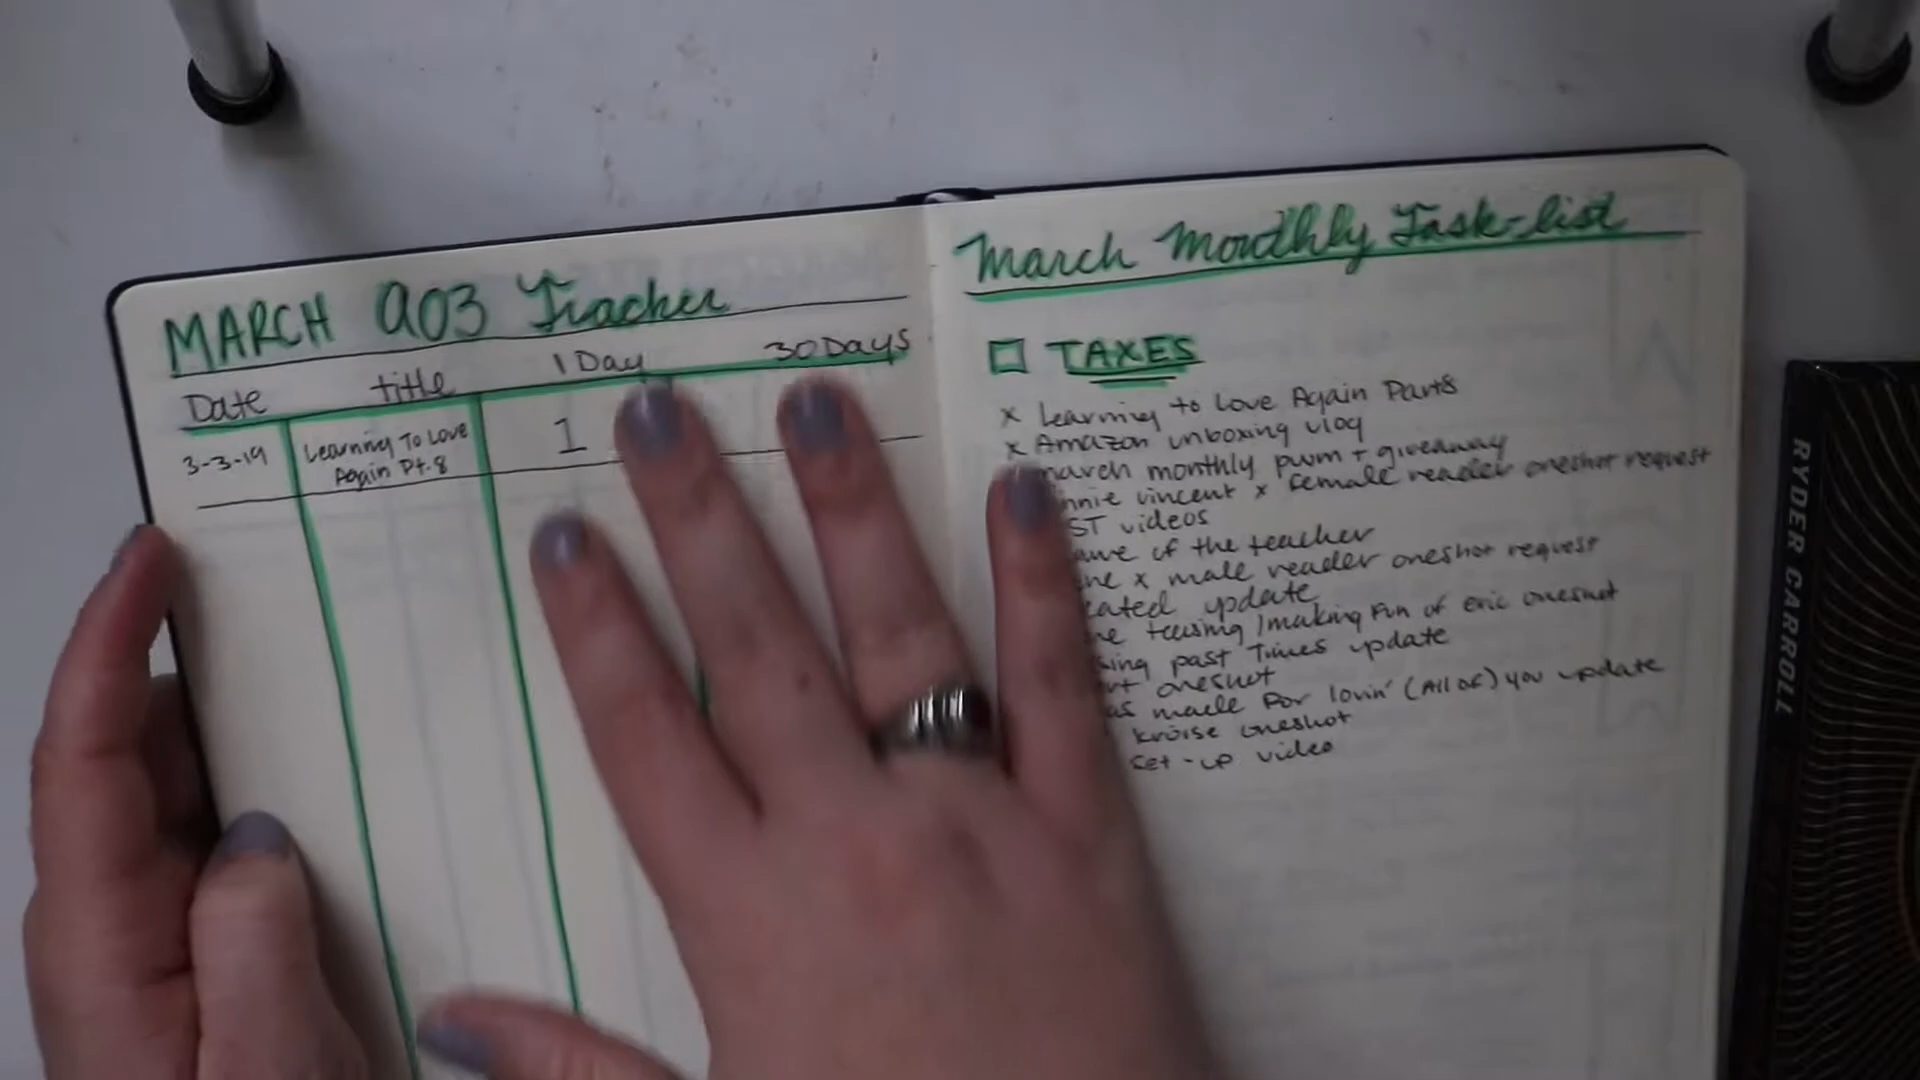 MARCH AO3 Tracker
Date title 1 Day 30 Days
3-3-19 Learning To Love 1
Again Pt. 8
March Monthly Task-list
TAXES
x Learning to Love Again Part 8
x Amazon unboxing vlog
march monthly pwm + giveaway
vincent x female reader oneshot request
videos
of the teacher
x male reader oneshot request
update
teasing / making fun of eric oneshot
past Times update
oneshot
made for lovin' (All of) you update
kruise oneshot
set-up video
RYDER CARROLL